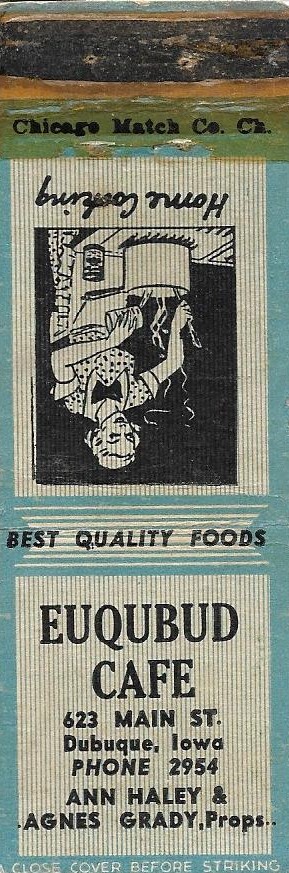 Chicago Match Co. Ch.
Home Cooking
BEST QUALITY FOODS
EUQUBUD
CAFE
623 MAIN ST.
Dubuque, Iowa
PHONE 2954
ANN HALEY &
AGNES GRADY, Props..
CLOSE COVER BEFORE STRIKING